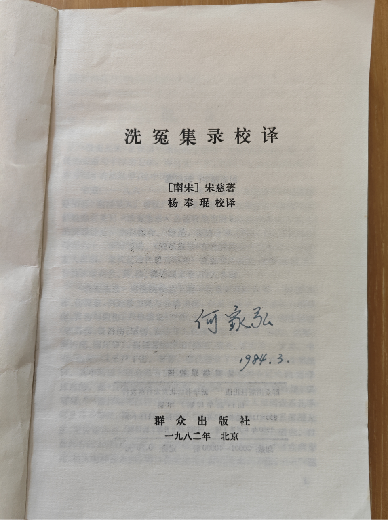 洗冤集录校译
[南宋] 宋慈著
杨奉琨 校译
何家弘
1984.3.
群众出版社
一九八二年 北京